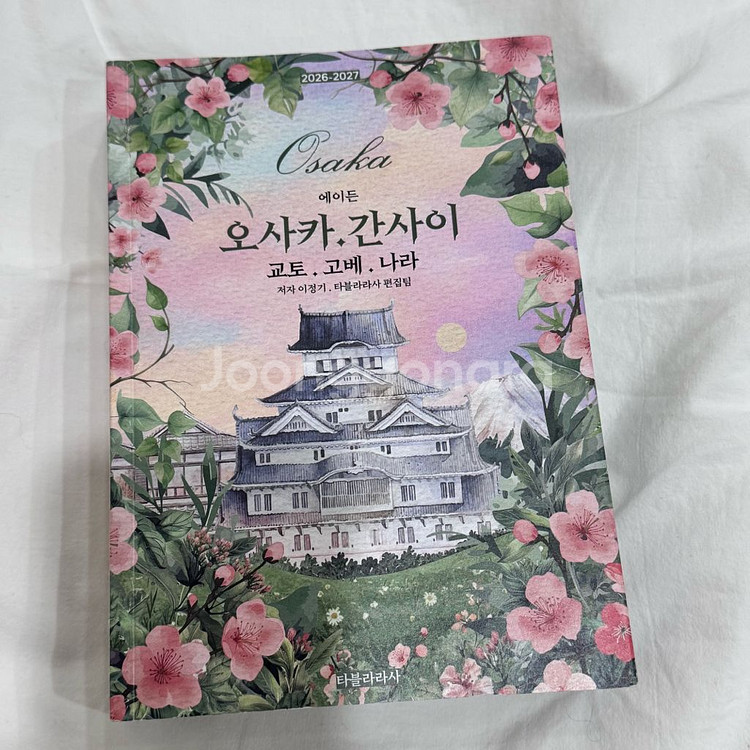 2026-2027
Osaka
에이든
오사카.간사이
교토.고베.나라
저자 이정기.타블라라사 편집팀
Joonggonara
타블라라사